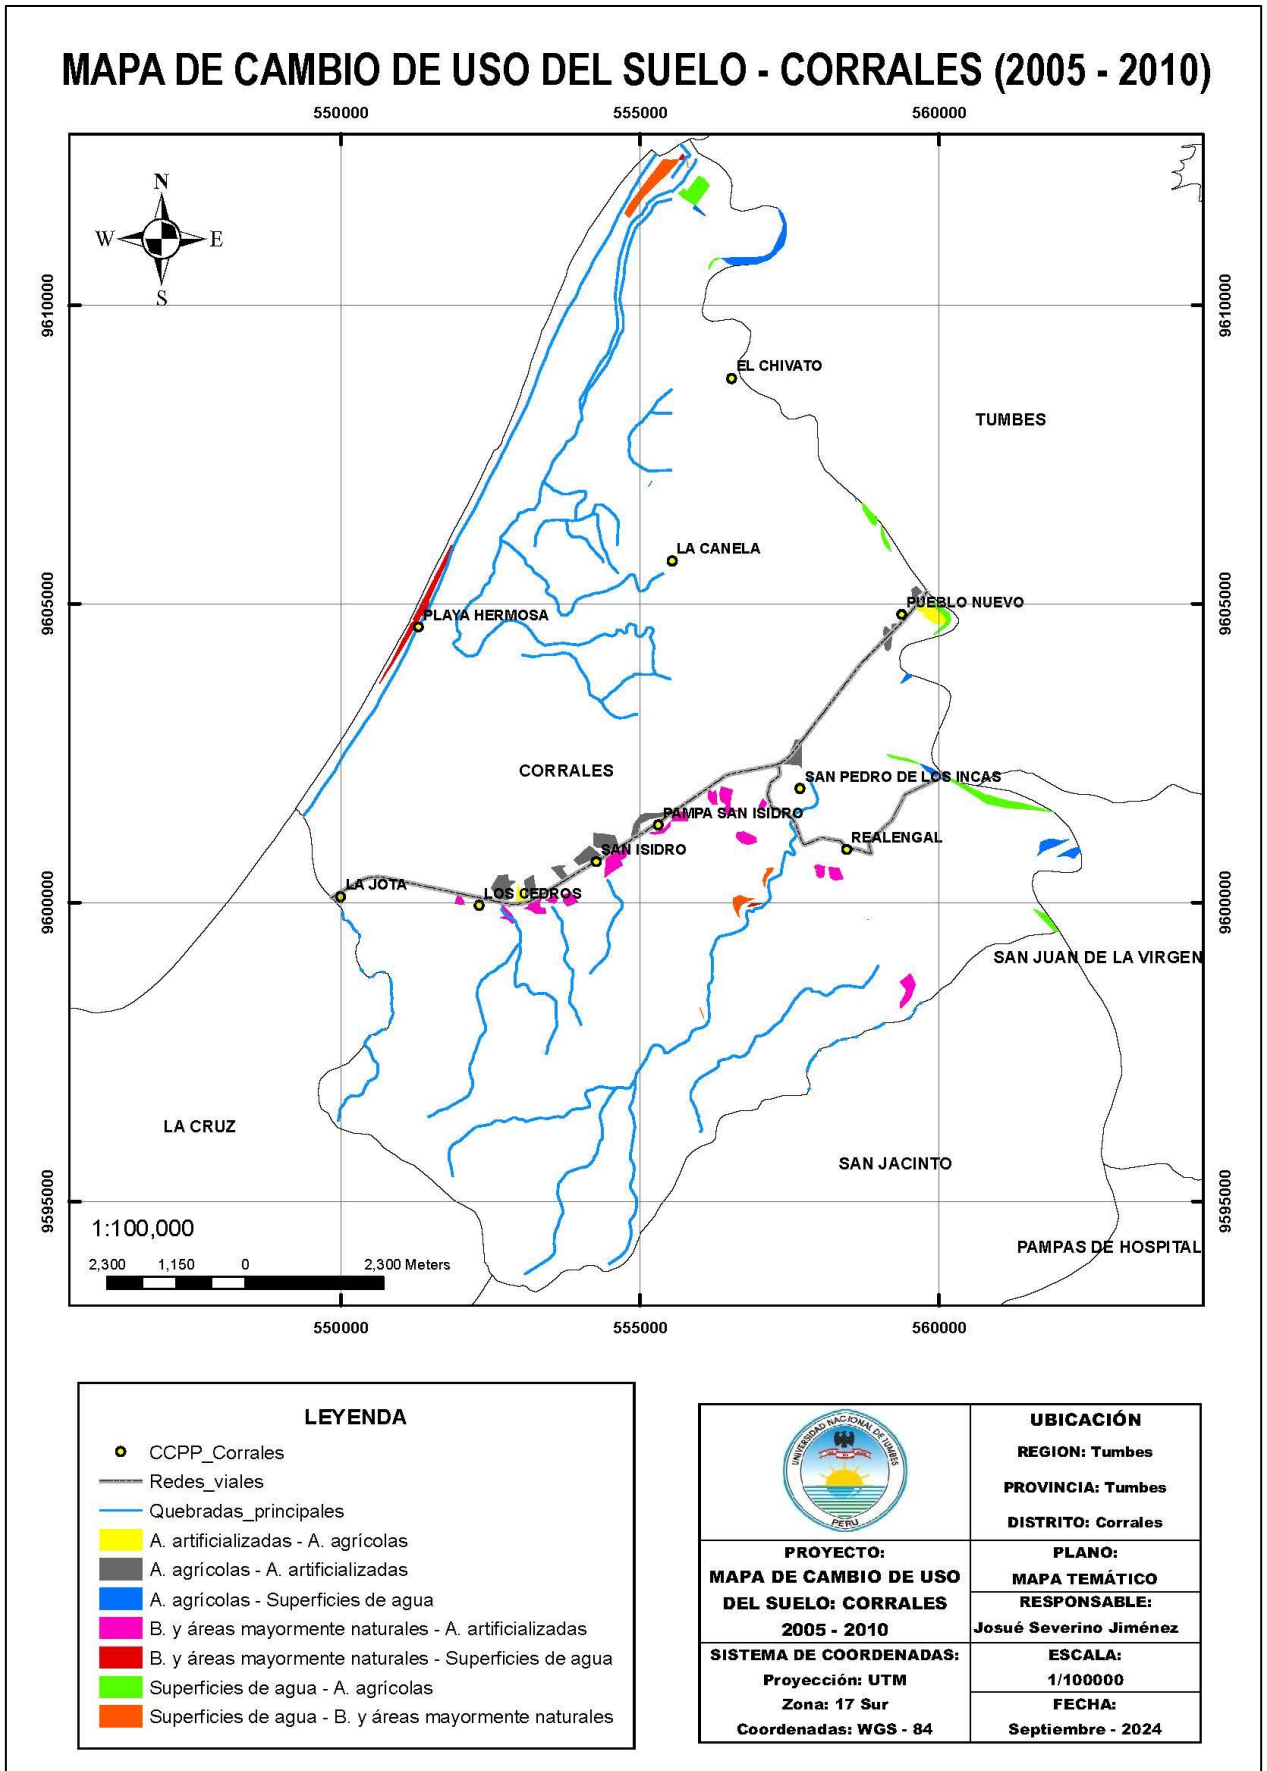 MAPA DE CAMBIO DE USO DEL SUELO - CORRALES (2005 - 2010)
550000
555000
560000
N
W
E
S
9610000
9610000
EL CHIVATO
TUMBES
LA CANELA
9605000
PUEBLO NUEVO
9605000
PLAYA HERMOSA
CORRALES
SAN PEDRO DE LOS INCAS
PAMPA SAN ISIDRO
REALENGAL
SAN ISIDRO
LA JOTA
LOS CEDROS
9600000
9600000
SAN JUAN DE LA VIRGEN
LA CRUZ
SAN JACINTO
9595000
9595000
1:100,000
PAMPAS DE HOSPITAL
2,300
1,150
0
2,300 Meters
550000
555000
560000
LEYENDA
CCPP_Corrales
Redes_viales
Quebradas_principales
A. artificializadas - A. agrícolas
A. agrícolas - A. artificializadas
A. agrícolas - Superficies de agua
B. y áreas mayormente naturales - A. artificializadas
B. y áreas mayormente naturales - Superficies de agua
Superficies de agua - A. agrícolas
Superficies de agua - B. y áreas mayormente naturales
UNIVERSIDAD NACIONAL DE TUMBES
PERU
UBICACIÓN
REGION: Tumbes
PROVINCIA: Tumbes
DISTRITO: Corrales
PROYECTO:
MAPA DE CAMBIO DE USO
DEL SUELO: CORRALES
2005 - 2010
PLANO:
MAPA TEMÁTICO
RESPONSABLE:
Josué Severino Jiménez
SISTEMA DE COORDENADAS:
Proyección: UTM
Zona: 17 Sur
Coordenadas: WGS - 84
ESCALA:
1/100000
FECHA:
Septiembre - 2024